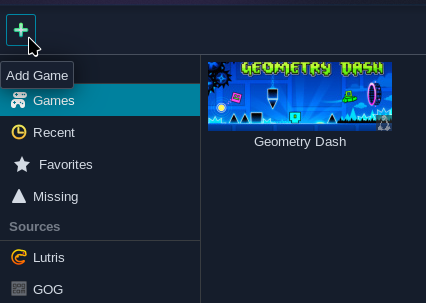 Add Game
Games
Recent
Favorites
Missing
Sources
Lutris
GOG
GEOMETRY DASH
Geometry Dash